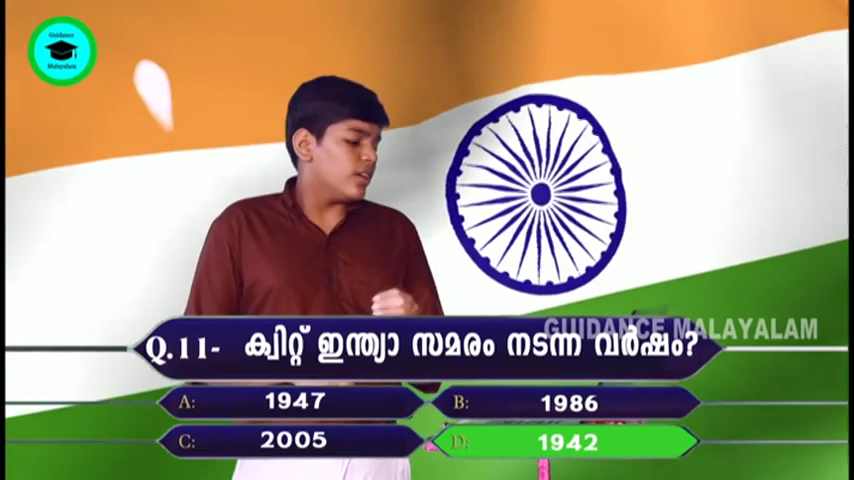 Guidance
Malayalam
GUIDANCE MALAYALAM
Q.11- ക്വിറ്റ് ഇന്ത്യാ സമരം നടന്ന വർഷം?
A: 1947
B: 1986
C: 2005
D: 1942